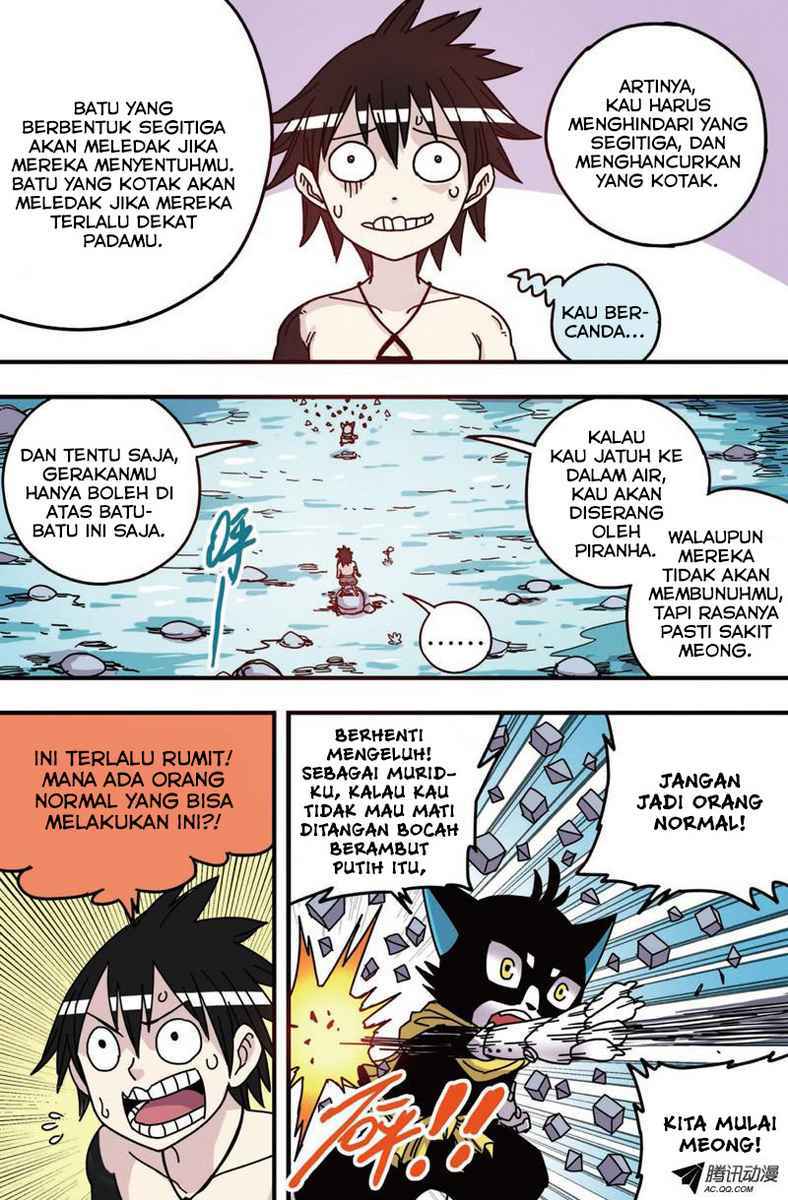 BATU YANG
BERBENTUK SEGITIGA
AKAN MELEDAK JIKA
MEREKA MENYENTUHMU.
BATU YANG KOTAK AKAN
MELEDAK JIKA MEREKA
TERLALU DEKAT
PADAMU.
ARTINYA,
KAU HARUS
MENGHINDARI YANG
SEGITIGA, DAN
MENGHANCURKAN
YANG KOTAK.
KAU BER-
CANDA...
DAN TENTU SAJA,
GERAKANMU
HANYA BOLEH DI
ATAS BATU-
BATU INI SAJA.
KALAU
KAU JATUH KE
DALAM AIR,
KAU AKAN
DISERANG
OLEH
PIRANHA.
WALAUPUN
MEREKA
TIDAK AKAN
MEMBUNUHMU,
TAPI RASANYA
PASTI SAKIT
MEONG.
呼
......
INI TERLALU RUMIT!
MANA ADA ORANG
NORMAL YANG BISA
MELAKUKAN INI?!
BERHENTI
MENGELUH!
SEBAGAI MURID-
KU, KALAU KAU
TIDAK MAU MATI
DITANGAN BOCAH
BERAMBUT
PUTIH ITU,
JANGAN
JADI ORANG
NORMAL!
砰!!
KITA MULAI
MEONG!
腾讯动漫
AC.QQ.COM